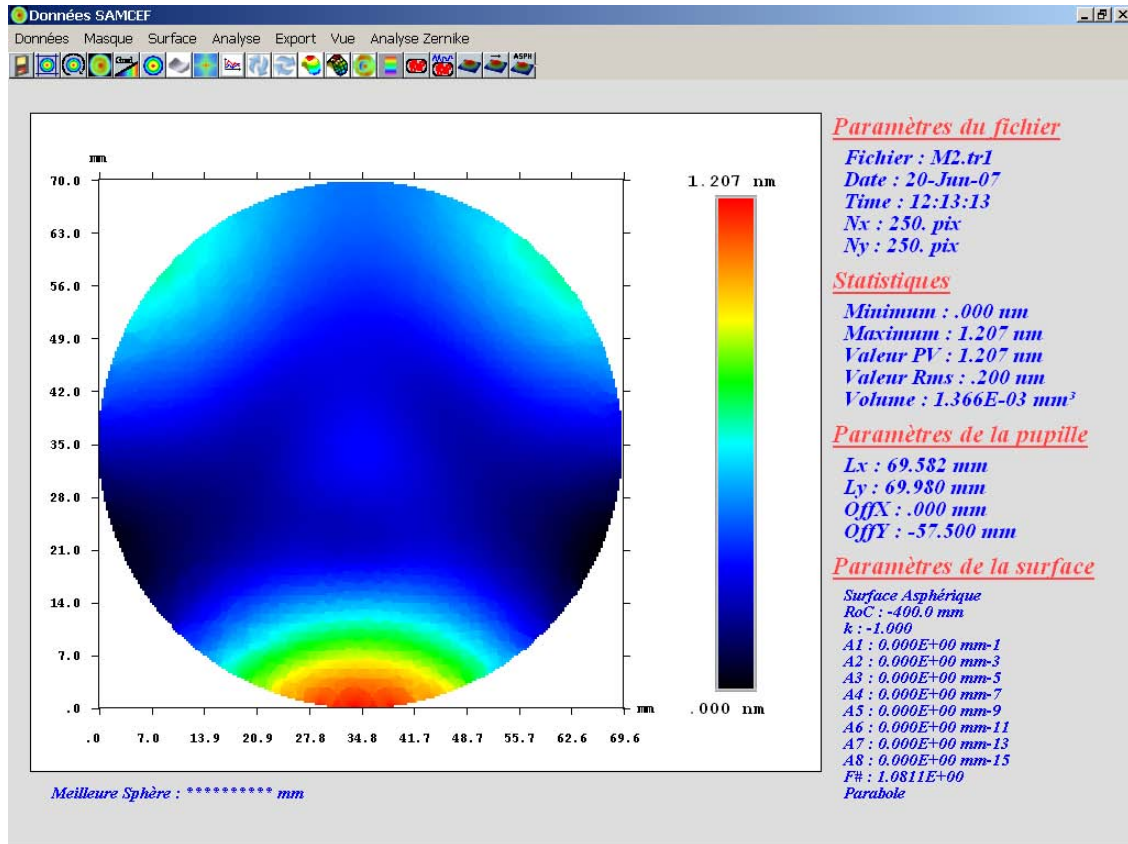 Données SAMCEF
Données Masque Surface Analyse Export Vue Analyse Zernike
ASPH
mm
70.0
63.0
56.0
49.0
42.0
35.0
28.0
21.0
14.0
7.0
.0
mm
.0 7.0 13.9 20.9 27.8 34.8 41.7 48.7 55.7 62.6 69.6
1.207 nm
.000 nm
Meilleure Sphère : ********** mm
Paramètres du fichier
Fichier : M2.tr1
Date : 20-Jun-07
Time : 12:13:13
Nx : 250. pix
Ny : 250. pix
Statistiques
Minimum : .000 nm
Maximum : 1.207 nm
Valeur PV : 1.207 nm
Valeur Rms : .200 nm
Volume : 1.366E-03 mm³
Paramètres de la pupille
Lx : 69.582 mm
Ly : 69.980 mm
OffX : .000 mm
OffY : -57.500 mm
Paramètres de la surface
Surface Asphérique
RoC : -400.0 mm
k : -1.000
A1 : 0.000E+00 mm-1
A2 : 0.000E+00 mm-3
A3 : 0.000E+00 mm-5
A4 : 0.000E+00 mm-7
A5 : 0.000E+00 mm-9
A6 : 0.000E+00 mm-11
A7 : 0.000E+00 mm-13
A8 : 0.000E+00 mm-15
F# : 1.0811E+00
Parabole